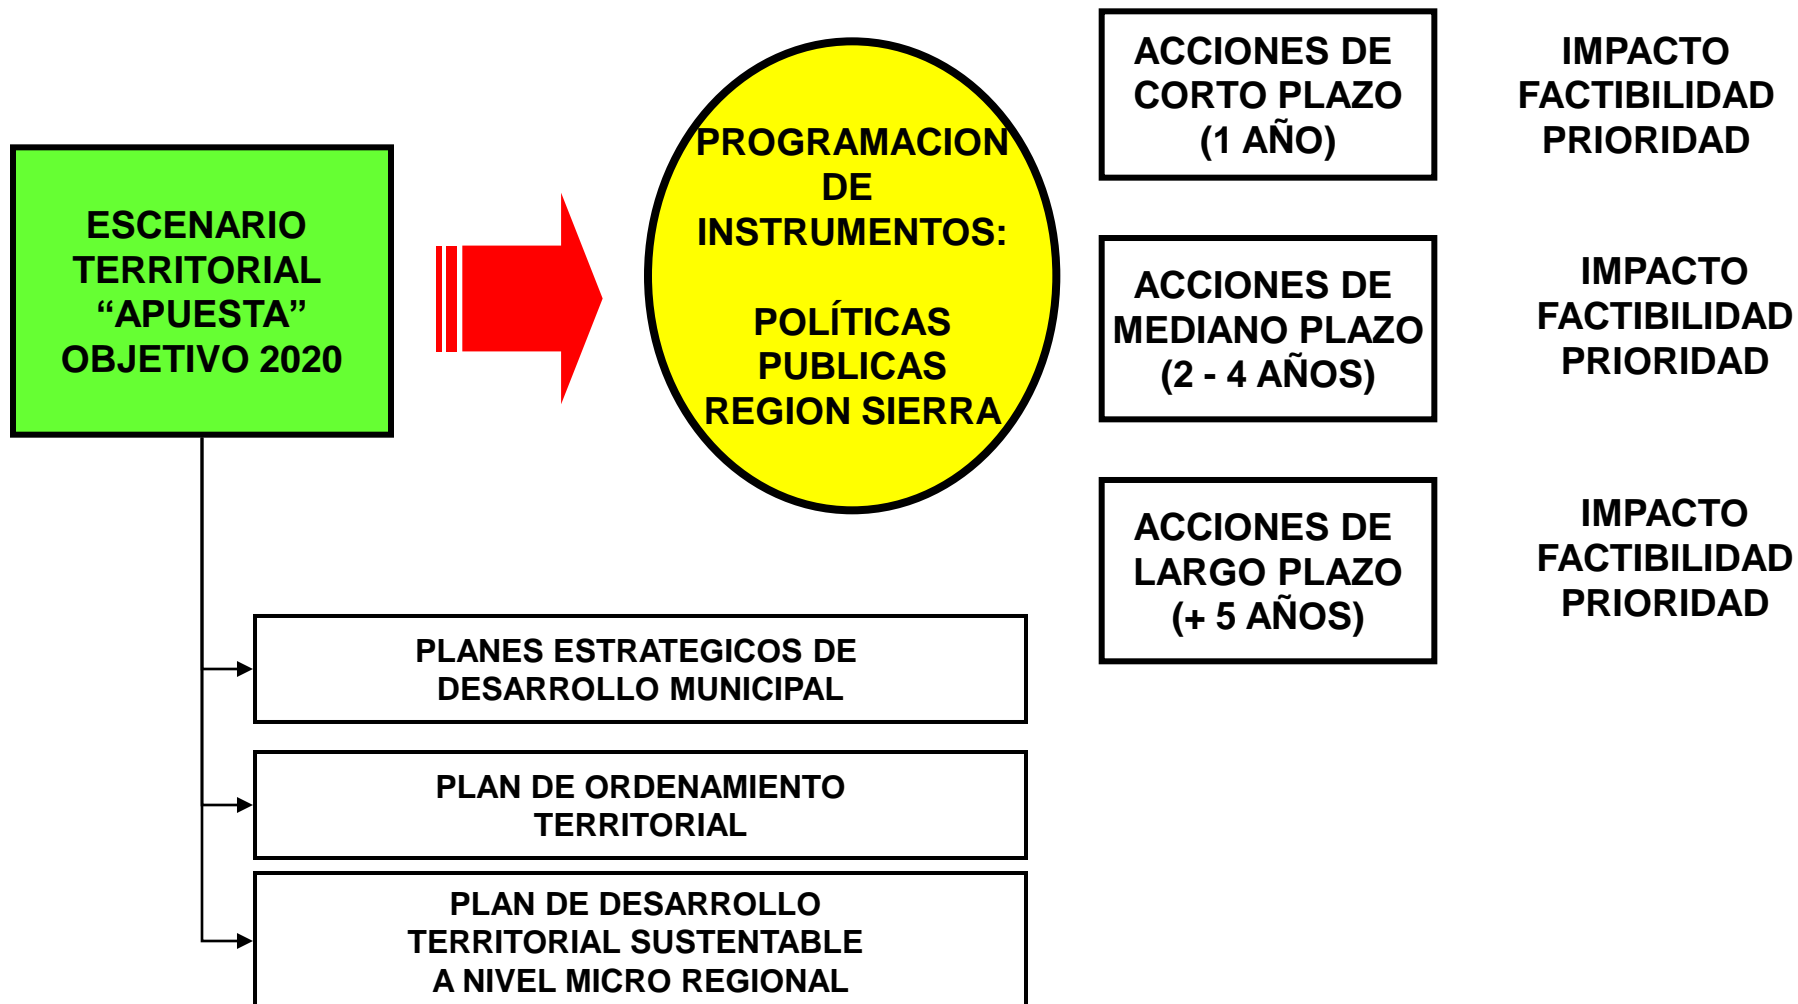 ESCENARIO
TERRITORIAL
“APUESTA”
OBJETIVO 2020
PROGRAMACION
DE
INSTRUMENTOS:
POLÍTICAS
PUBLICAS
REGION SIERRA
ACCIONES DE
CORTO PLAZO
(1 AÑO)
IMPACTO
FACTIBILIDAD
PRIORIDAD
ACCIONES DE
MEDIANO PLAZO
(2 - 4 AÑOS)
IMPACTO
FACTIBILIDAD
PRIORIDAD
ACCIONES DE
LARGO PLAZO
(+ 5 AÑOS)
IMPACTO
FACTIBILIDAD
PRIORIDAD
PLANES ESTRATEGICOS DE
DESARROLLO MUNICIPAL
PLAN DE ORDENAMIENTO
TERRITORIAL
PLAN DE DESARROLLO
TERRITORIAL SUSTENTABLE
A NIVEL MICRO REGIONAL